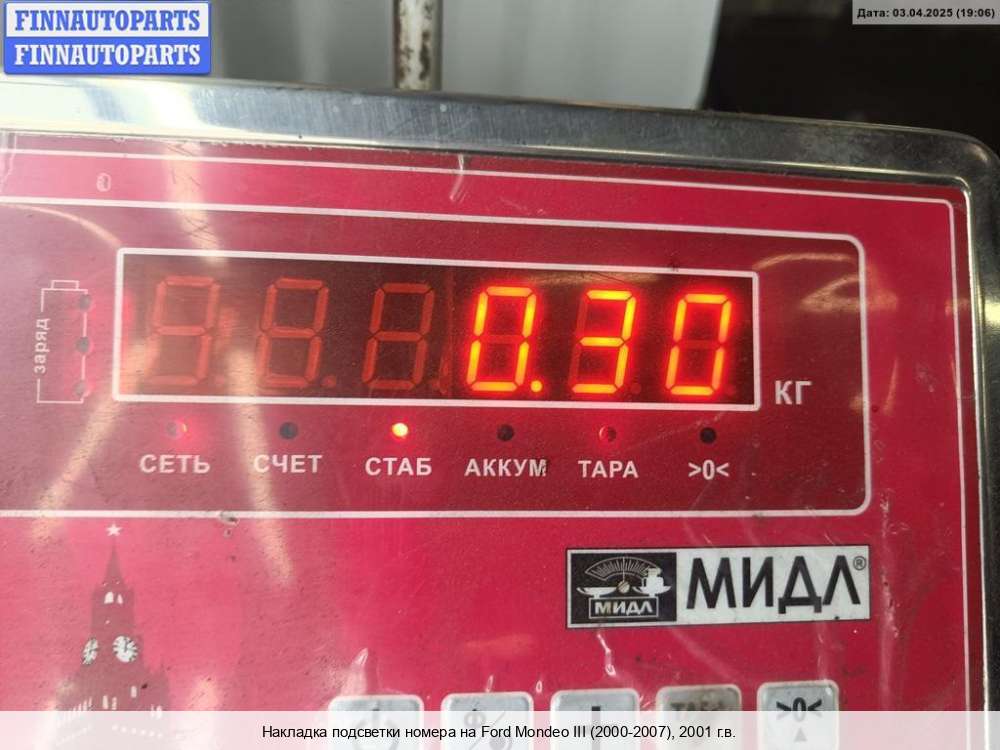 FINNAUTOPARTS
FINNAUTOPARTS
Дата: 03.04.2025 (19:06)
заряд
0.30
КГ
СЕТЬ СЧЕТ СТАБ АККУМ ТАРА >0<
МИДЛ
МИДЛ®
>0<
Накладка подсветки номера на Ford Mondeo III (2000-2007), 2001 г.в.